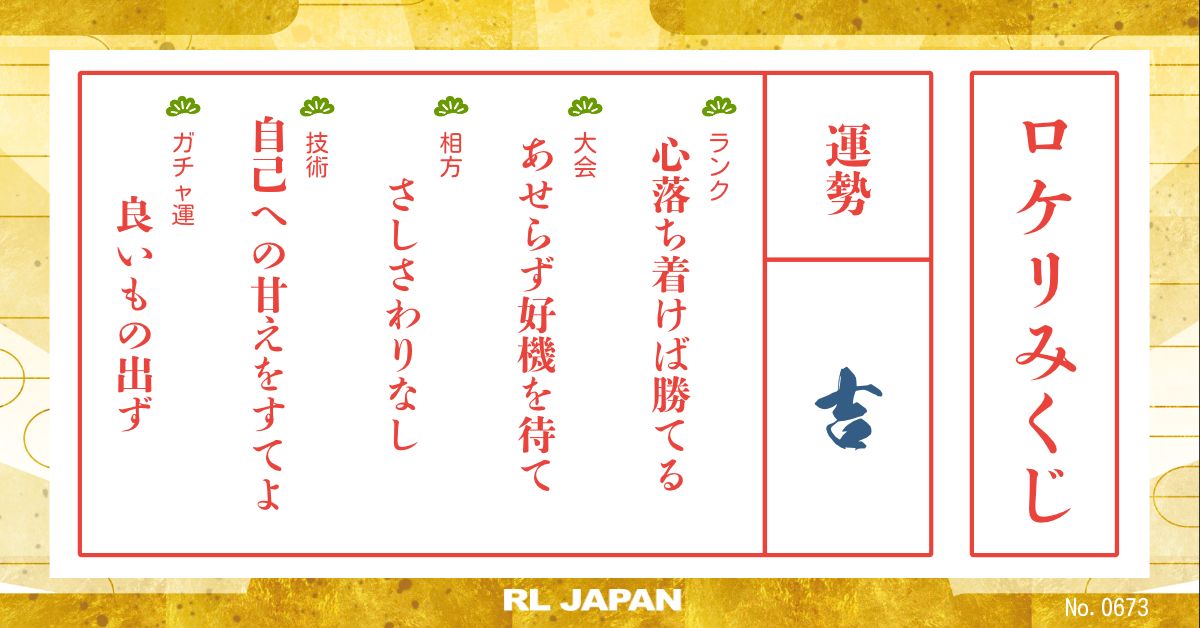 ロケリみくじ
運勢
吉
ランク
心落ち着けば勝てる
大会
あせらず好機を待て
相方
さしさわりなし
技術
自己への甘えをすてよ
ガチャ運
良いもの出ず
RL JAPAN
No.0673